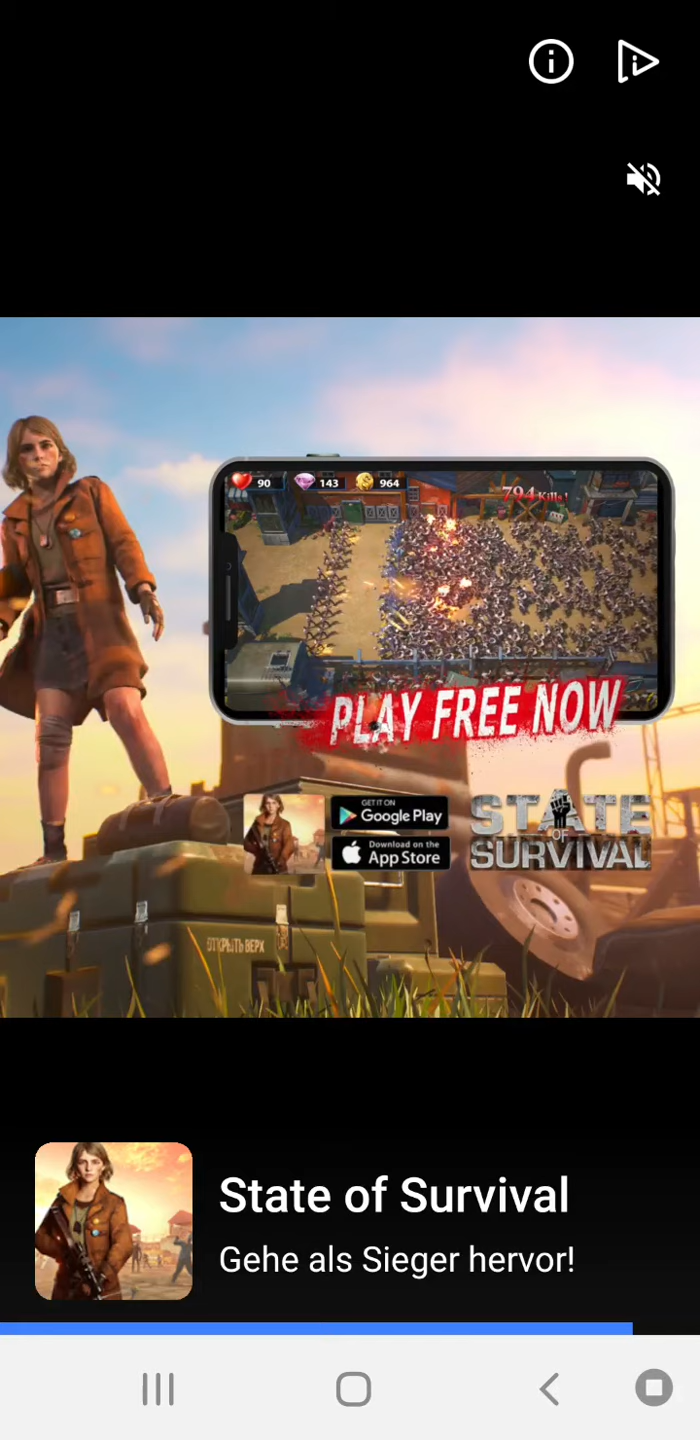 90
143
964
794 Kills!
PLAY FREE NOW
GET IT ON
Google Play
Download on the
App Store
STATE
OF
SURVIVAL
ОТКРЫТЬ ВЕРХ
State of Survival
Gehe als Sieger hervor!